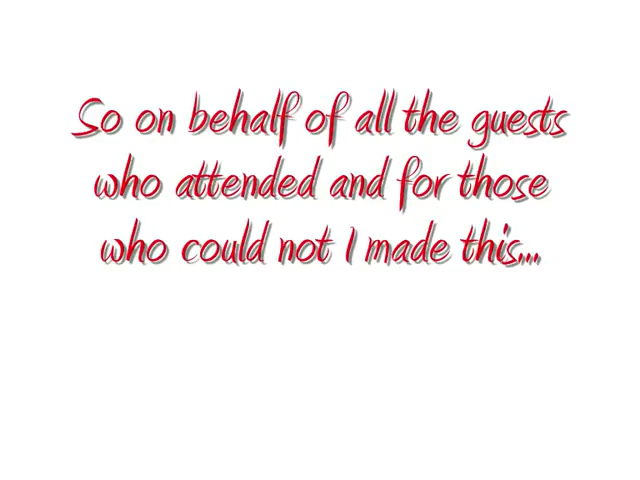 So on behalf of all the guests
who attended and for those
who could not I made this...